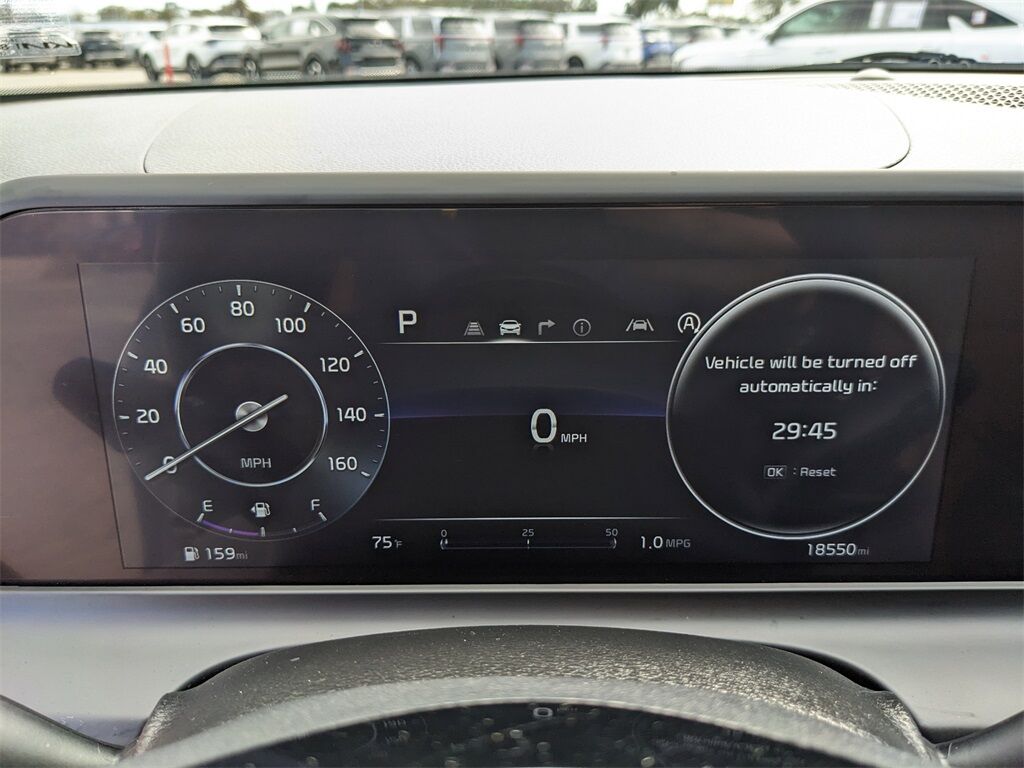 80
60
100
40
120
20
140
0
160
MPH
E
F
159mi
P
A
0 MPH
75°F
0
25
50
1.0 MPG
Vehicle will be turned off
automatically in:
29:45
OK : Reset
18550mi